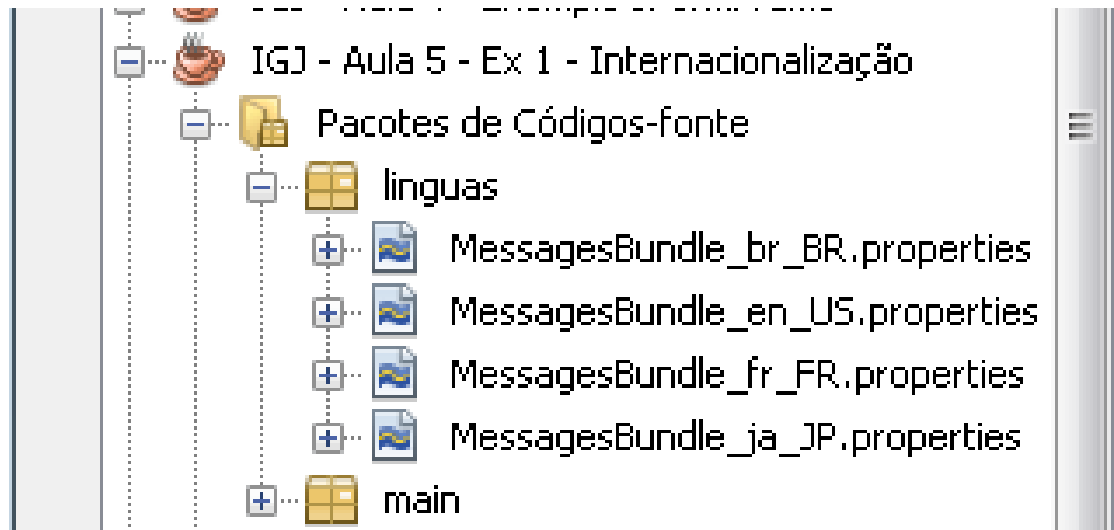 IGJ - Aula 5 - Ex 1 - Internacionalização
Pacotes de Códigos-fonte
linguas
MessagesBundle_br_BR.properties
MessagesBundle_en_US.properties
MessagesBundle_fr_FR.properties
MessagesBundle_ja_JP.properties
main